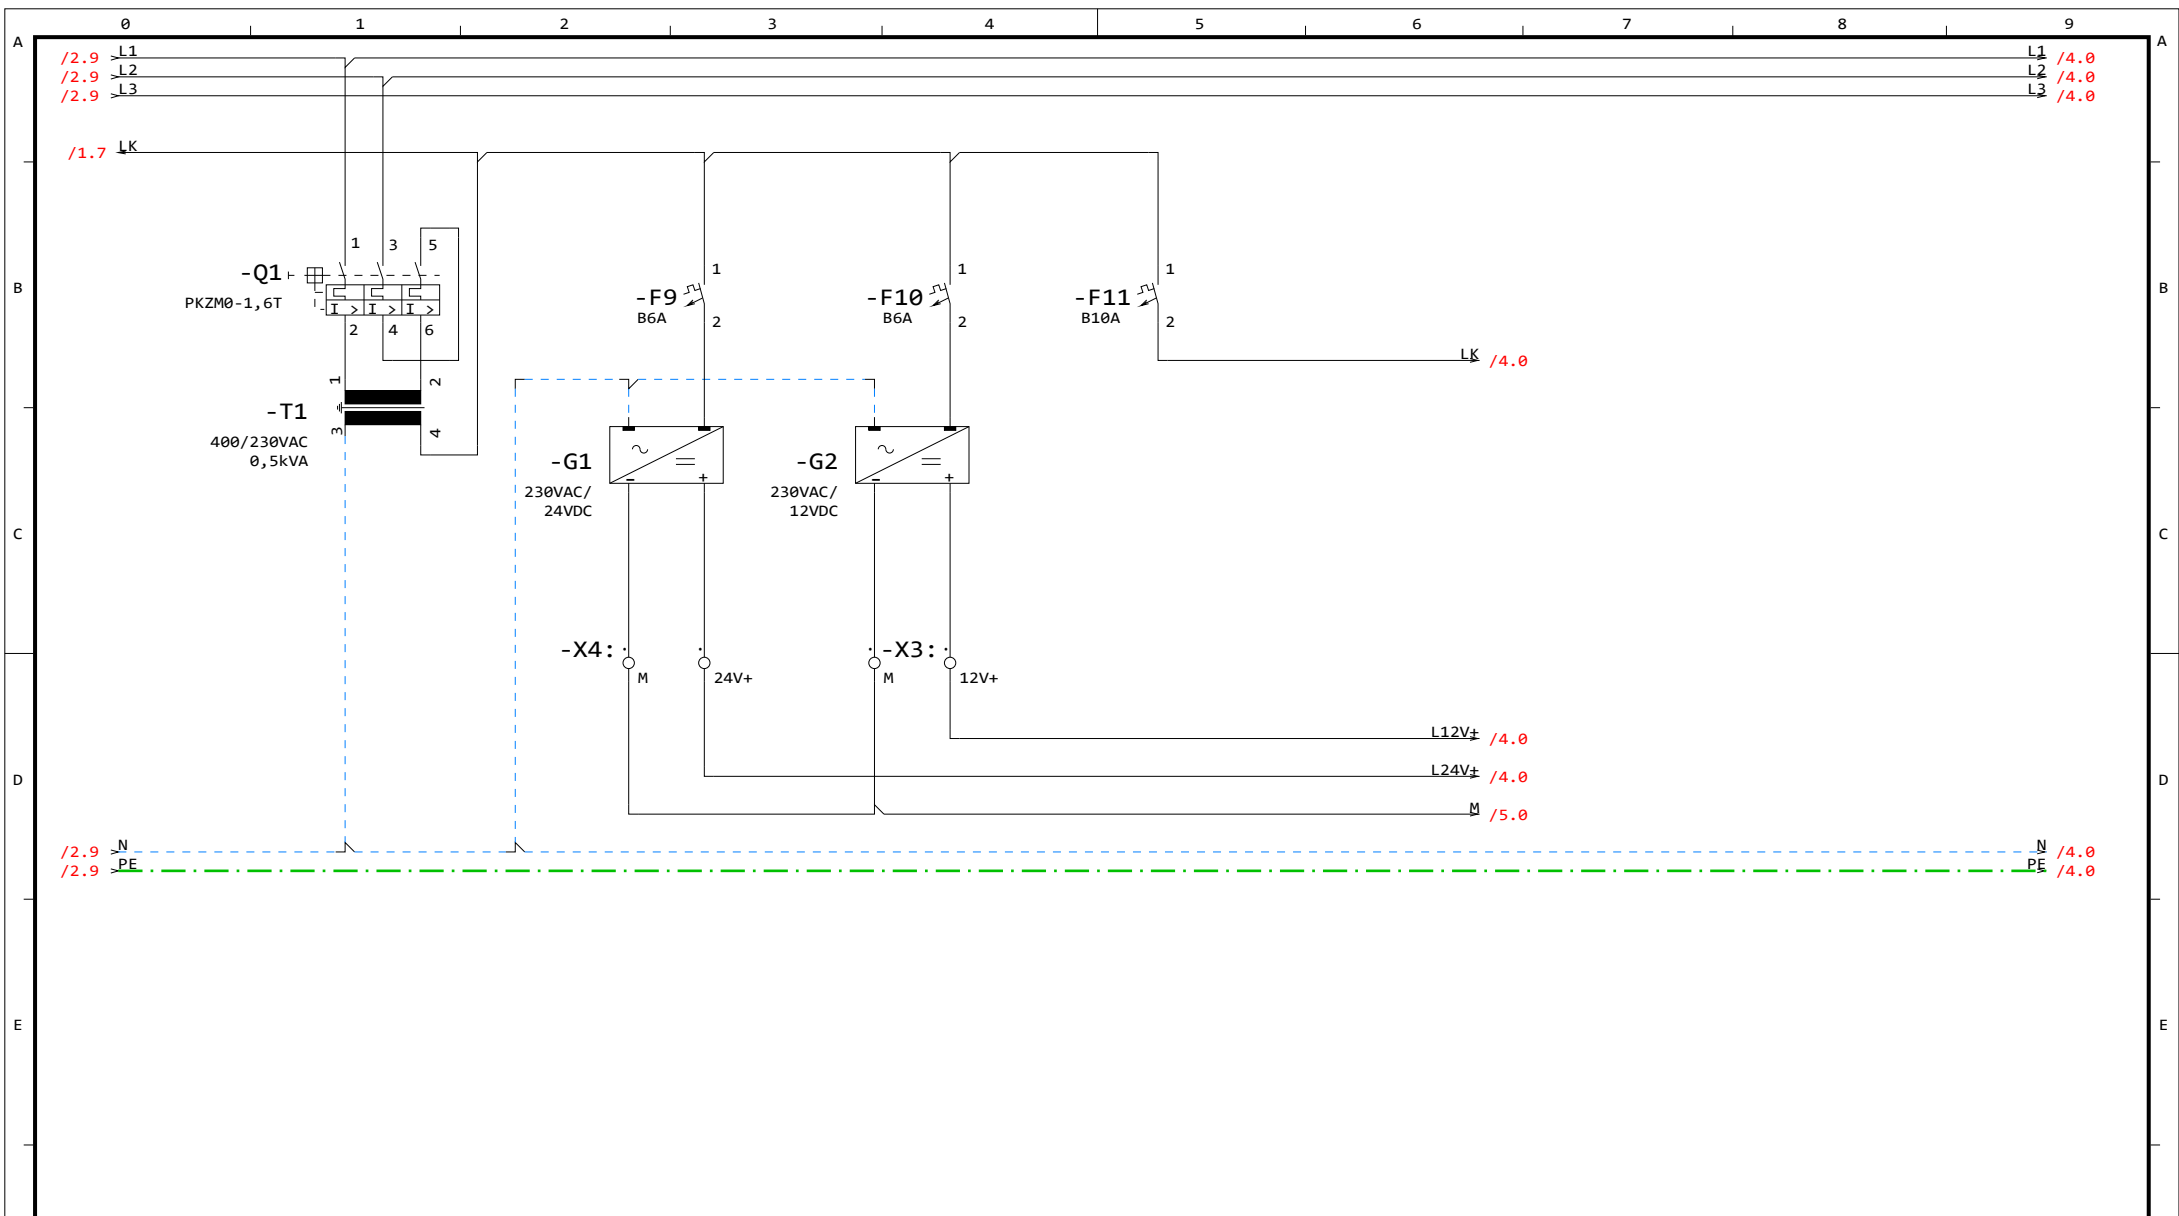 0 1 2 3 4 5 6 7 8 9
A A
/2.9 L1 L1 /4.0
/2.9 L2 L2 /4.0
/2.9 L3 L3 /4.0
/1.7 LK
1 3 5
-Q1
PKZM0-1,6T
I > I > I >
2 4 6
B B
1 1 1
-F9 -F10 -F11
B6A B6A B10A
2 2 2
LK /4.0
1 2
-T1
3 4
400/230VAC
0,5kVA
-G1 -G2
- + - +
230VAC/ 230VAC/
24VDC 12VDC
C C
-X4: -X3:
M 24V+ M 12V+
L12V+ /4.0
L24V+ /4.0
D D
M /5.0
/2.9 N N /4.0
/2.9 PE PE /4.0
E E